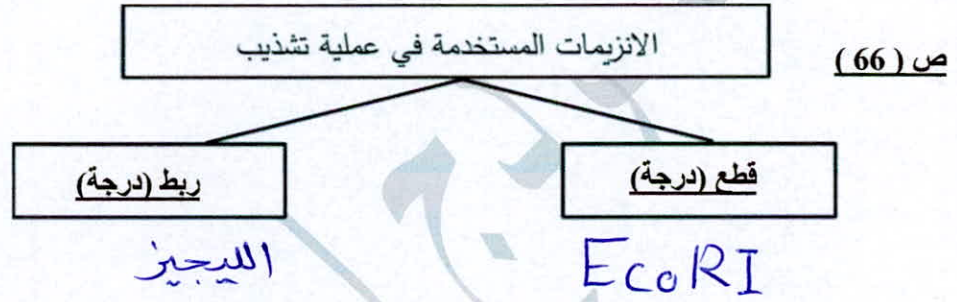 ص ( 66 )
الانزيمات المستخدمة في عملية تشذيب
قطع (درجة)
ربط (درجة)
EcoRI
الليجيز